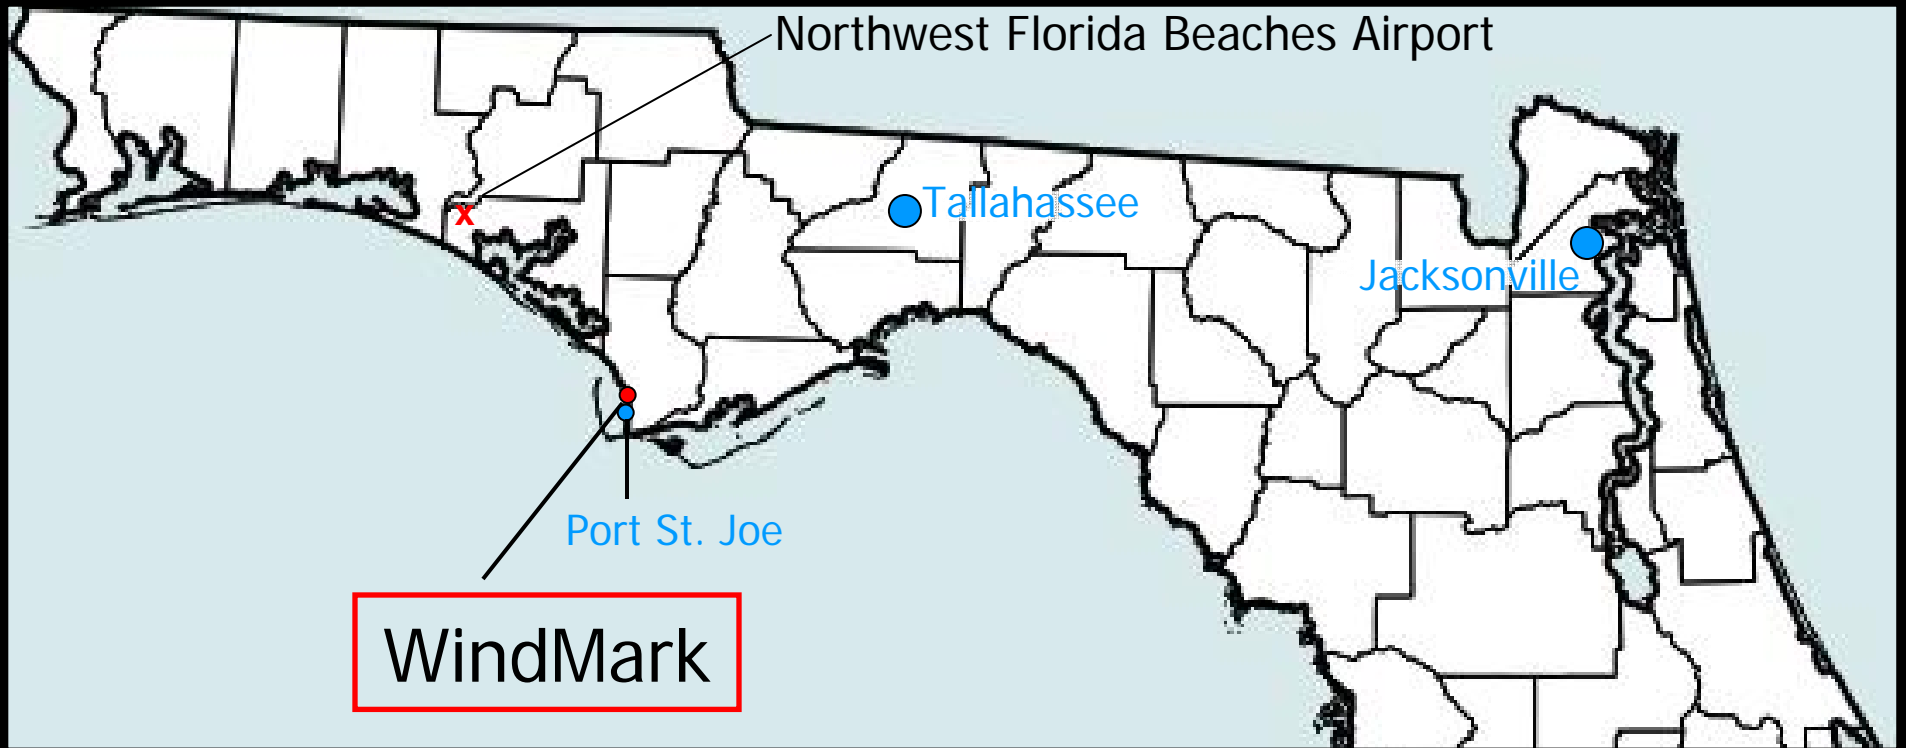 Northwest Florida Beaches Airport
x
Tallahassee
Jacksonville
Port St. Joe
WindMark